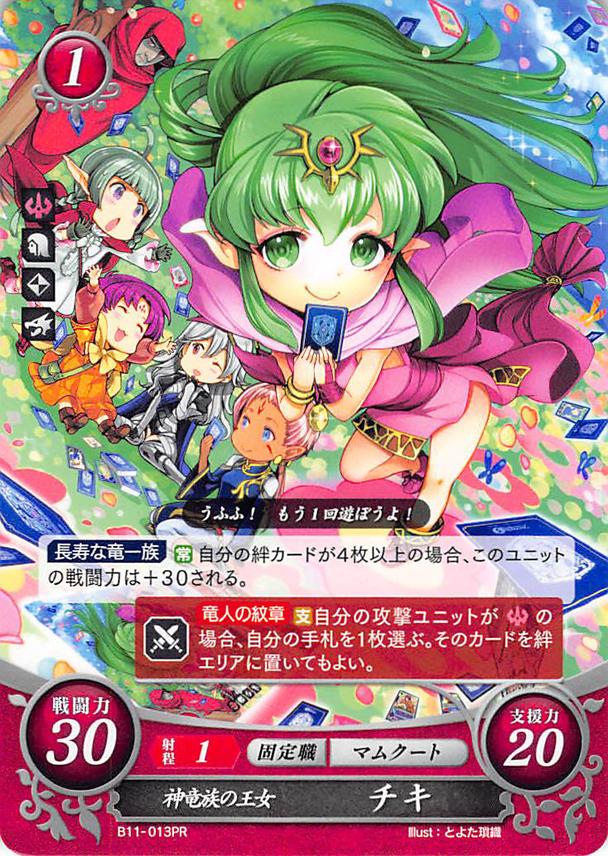 1
うふふ! もう1回遊ぼうよ!
長寿な竜一族 常 自分の絆カードが4枚以上の場合、このユニット
の戦闘力は+30される。
竜人の紋章 支 自分の攻撃ユニットが の
場合、自分の手札を1枚選ぶ。そのカードを絆
エリアに置いてもよい。
戦闘力
30
射程 1 固定職 マムクート
支援力
20
神竜族の王女 チキ
B11-013PR Illust:とよた瑣織